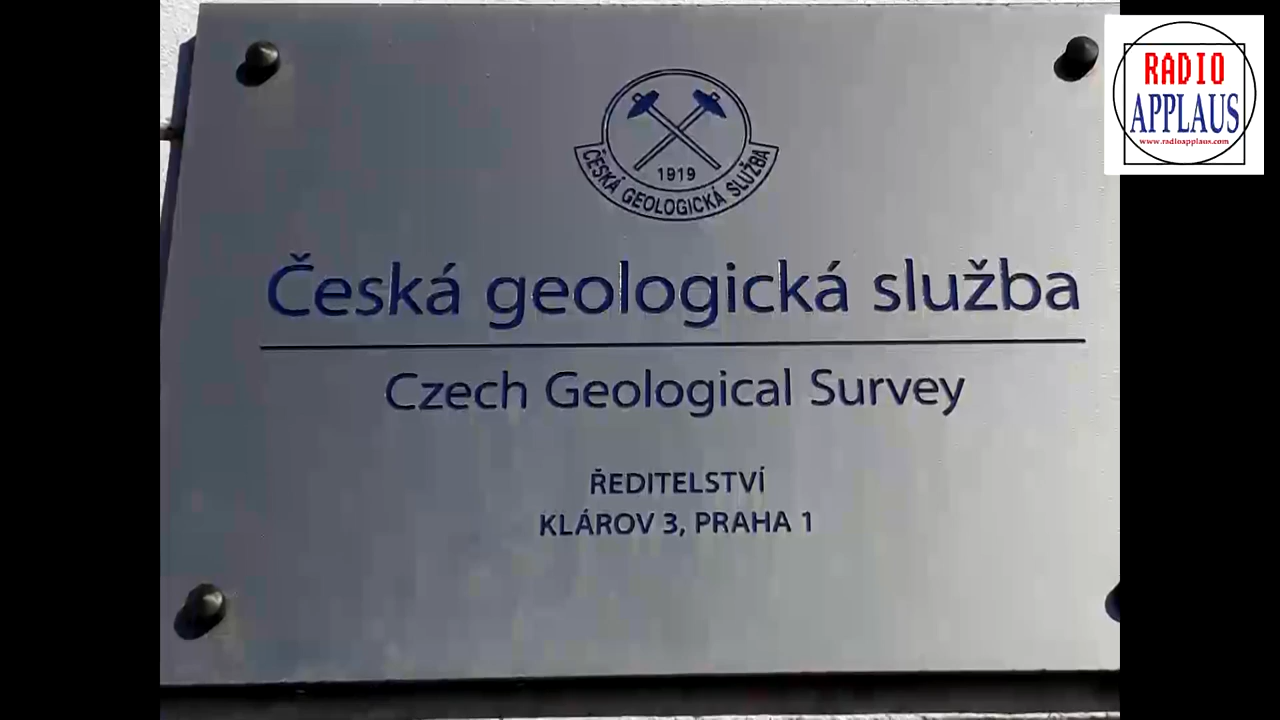 RADIO
APPLAUS
www.radioapplaus.com
1919
ČESKÁ GEOLOGICKÁ SLUŽBA
Česká geologická služba
Czech Geological Survey
ŘEDITELSTVÍ
KLÁROV 3, PRAHA 1